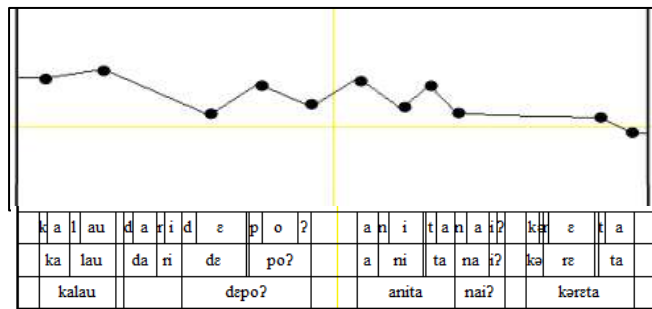 k a l au d a r i d ɛ p o ʔ a n i t a n a i ʔ k ə r ɛ t a
ka lau da ri dɛ poʔ a ni ta na iʔ kə rɛ ta
kalau dɛpoʔ anita naiʔ kərɛta